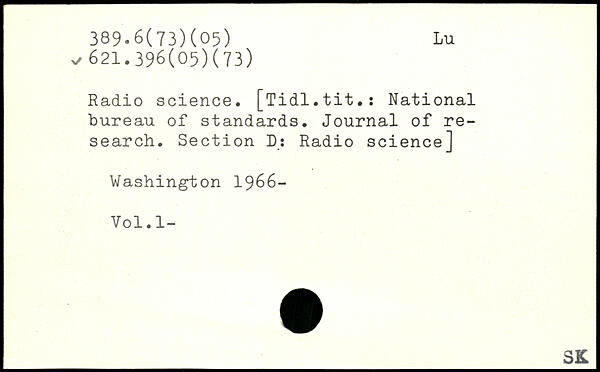 389.6(73)(05) Lu
✓ 621.396(05)(73)
Radio science. [Tidl.tit.: National
bureau of standards. Journal of re-
search. Section D: Radio science]
Washington 1966-
Vol.1-
SK